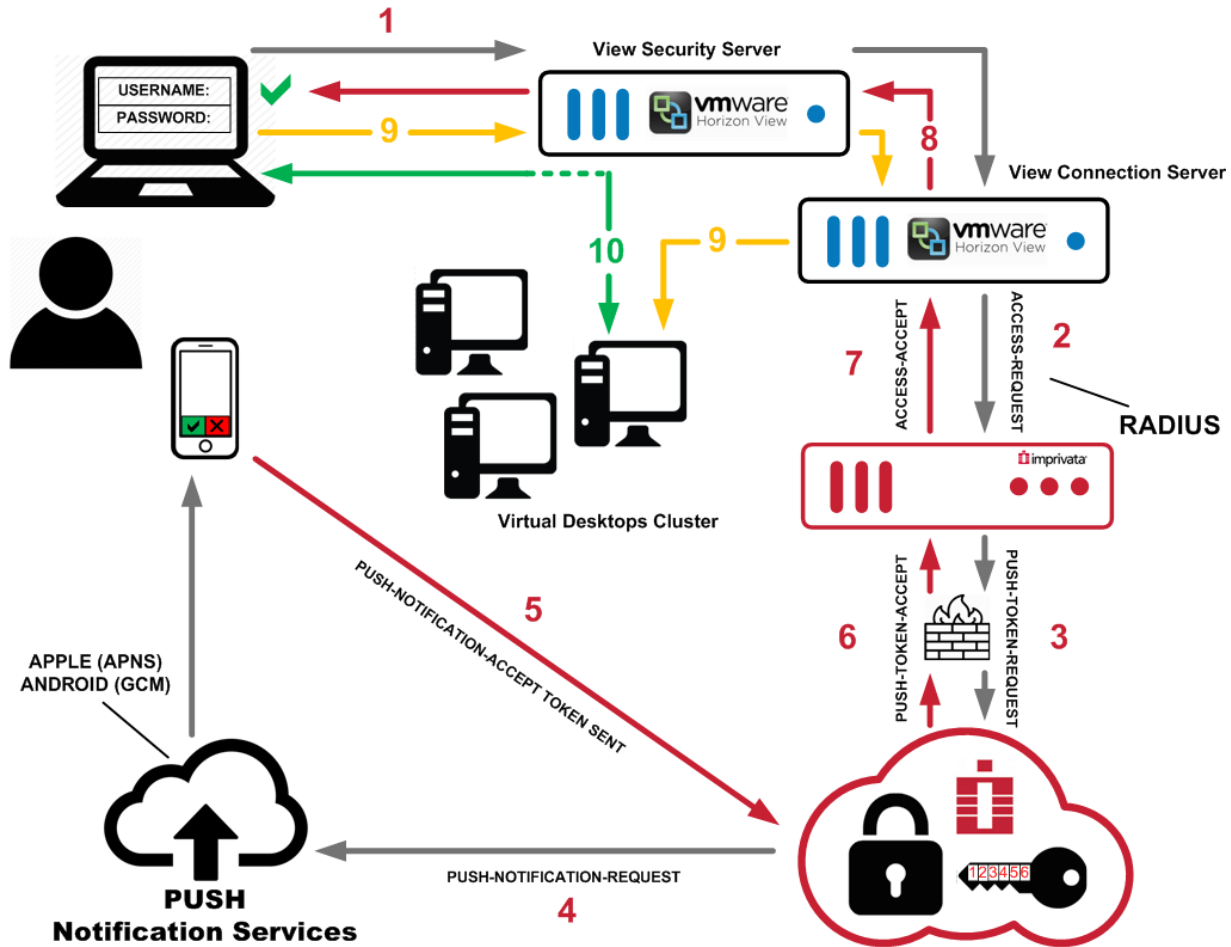 1
View Security Server
USERNAME:
PASSWORD:
vmware
Horizon View
9
8
View Connection Server
vmware
Horizon View
10
9
ACCESS-ACCEPT
7
ACCESS-REQUEST
2
RADIUS
imprivata
Virtual Desktops Cluster
PUSH-NOTIFICATION-ACCEPT TOKEN SENT
5
PUSH-TOKEN-ACCEPT
6
PUSH-TOKEN-REQUEST
3
APPLE (APNS)
ANDROID (GCM)
123456
PUSH-NOTIFICATION-REQUEST
4
PUSH
Notification Services